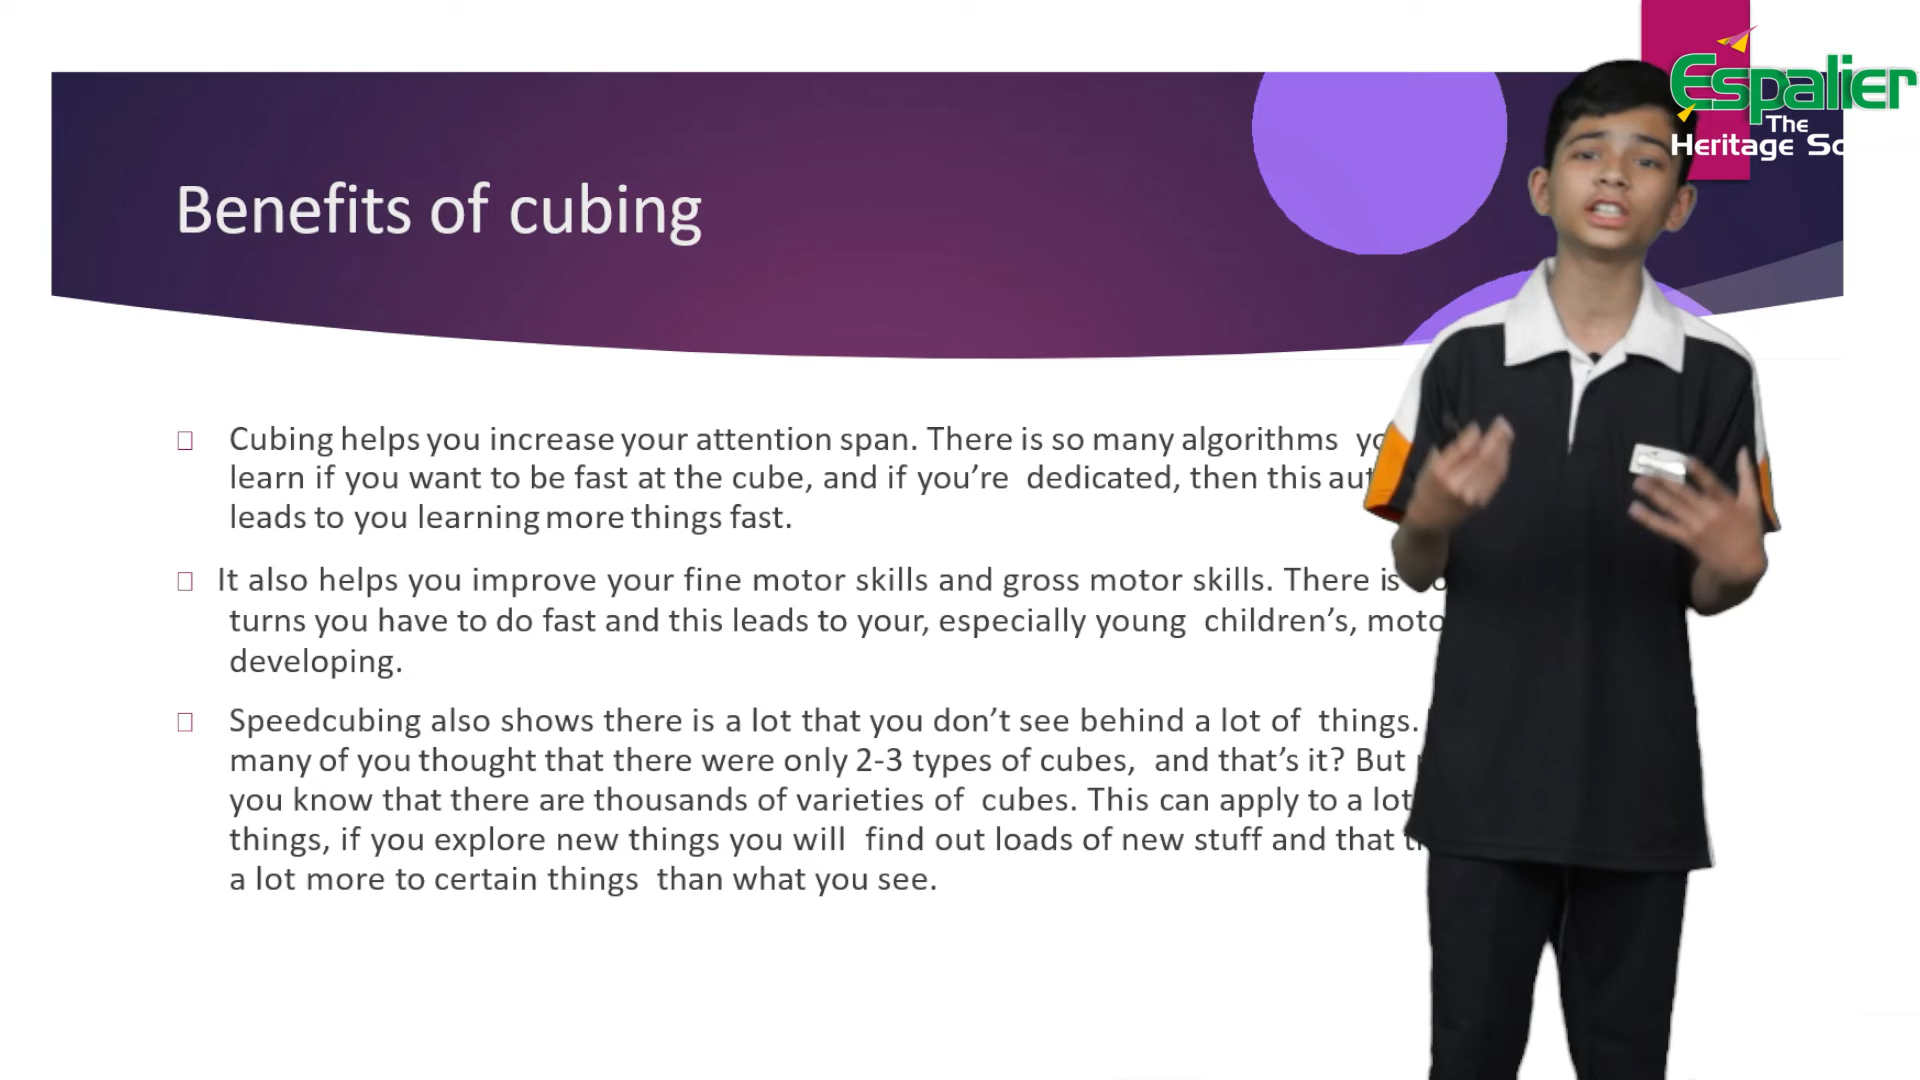 Espalier
The
Heritage
Benefits of cubing
Cubing helps you increase your attention span. There is so many algorithms
learn if you want to be fast at the cube, and if you’re dedicated, then this
leads to you learning more things fast.
It also helps you improve your fine motor skills and gross motor skills. There is
turns you have to do fast and this leads to your, especially young children’s,
developing.
Speedcubing also shows there is a lot that you don’t see behind a lot of things.
many of you thought that there were only 2-3 types of cubes, and that’s it? But
you know that there are thousands of varieties of cubes. This can apply to a lot
things, if you explore new things you will find out loads of new stuff and that
a lot more to certain things than what you see.